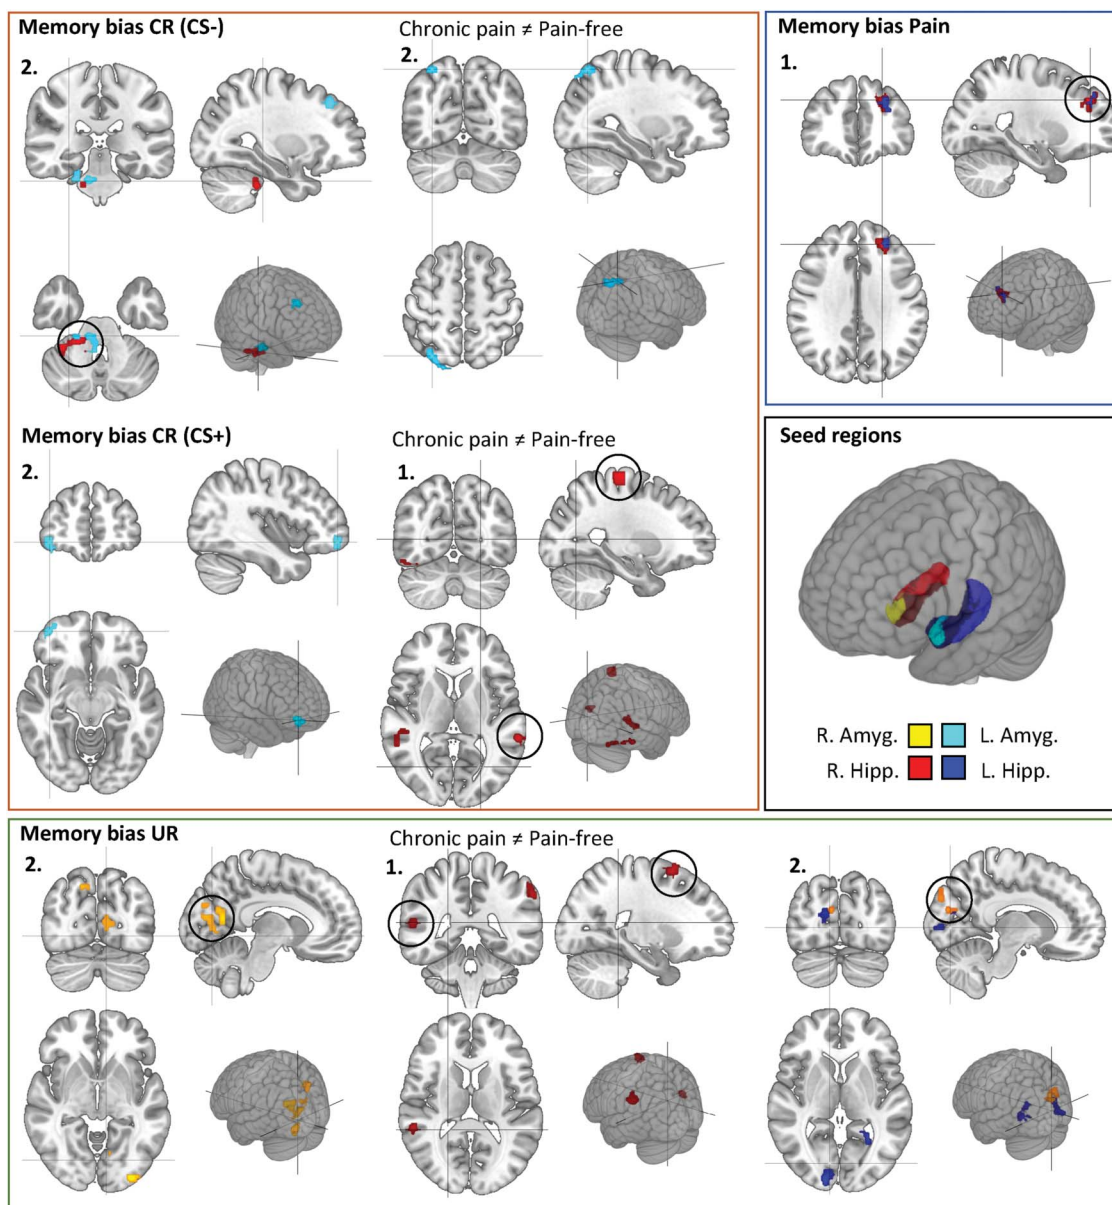 Memory bias CR (CS-)
Chronic pain ≠ Pain-free
2.
2.
Memory bias Pain
1.
Memory bias CR (CS+)
Chronic pain ≠ Pain-free
2.
1.
Seed regions
R. Amyg. L. Amyg.
R. Hipp. L. Hipp.
Memory bias UR
Chronic pain ≠ Pain-free
2.
1.
2.